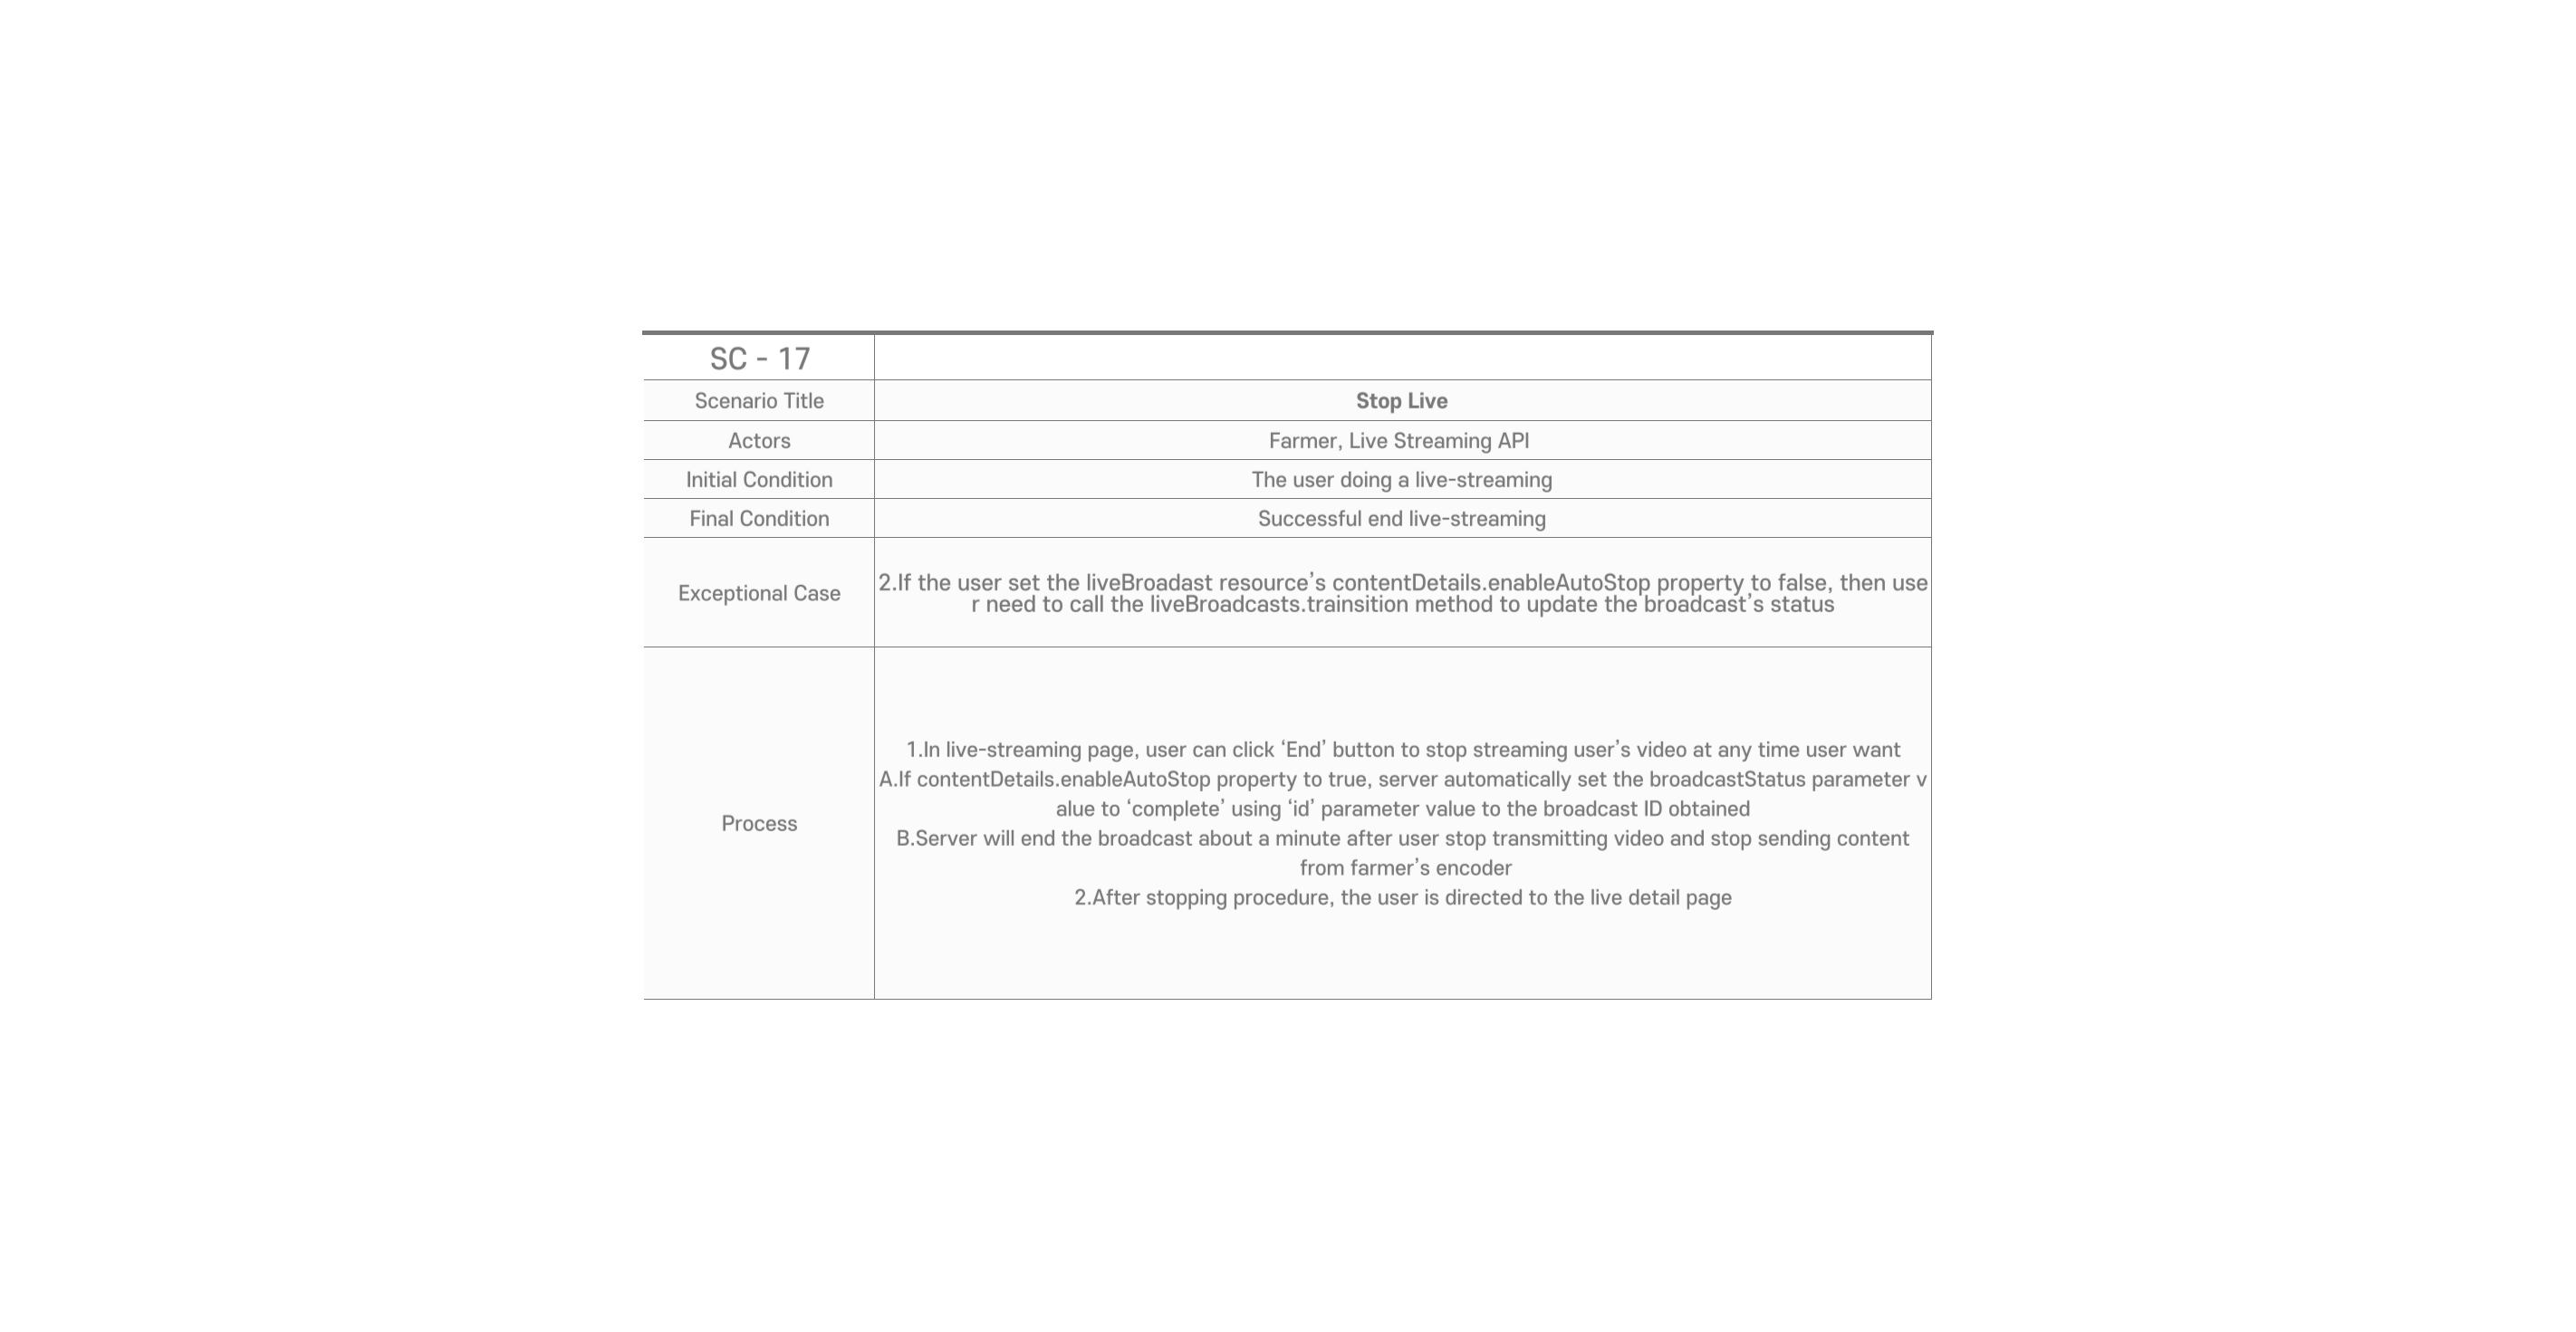 SC - 17
Scenario Title
Stop Live
Actors
Farmer, Live Streaming API
Initial Condition
The user doing a live-streaming
Final Condition
Successful end live-streaming
Exceptional Case
2.If the user set the liveBroadast resource’s contentDetails.enableAutoStop property to false, then use
r need to call the liveBroadcasts.trainsition method to update the broadcast’s status
Process
1.In live-streaming page, user can click ‘End’ button to stop streaming user’s video at any time user want
A.If contentDetails.enableAutoStop property to true, server automatically set the broadcastStatus parameter v
alue to ‘complete’ using ‘id’ parameter value to the broadcast ID obtained
B.Server will end the broadcast about a minute after user stop transmitting video and stop sending content
from farmer’s encoder
2.After stopping procedure, the user is directed to the live detail page